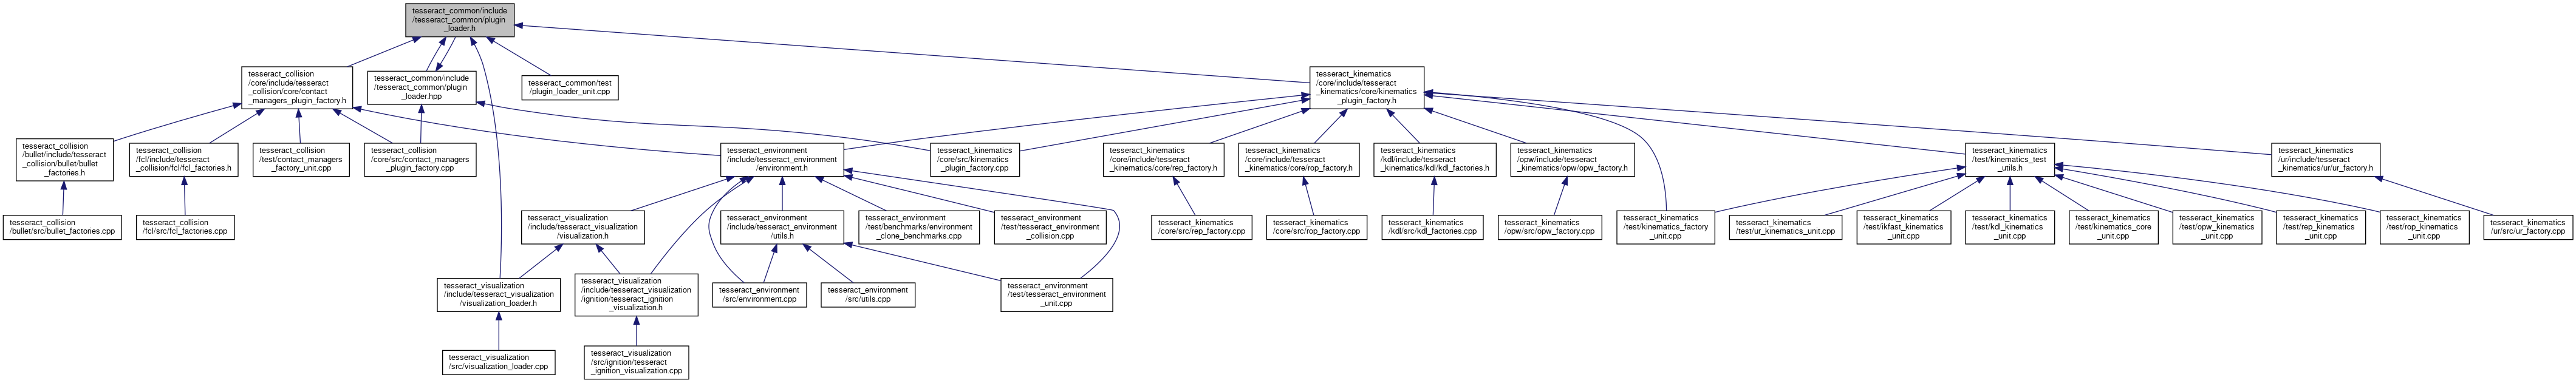 tesseract_common/include
/tesseract_common/plugin
_loader.h
tesseract_collision
/core/include/tesseract
_collision/core/contact
_managers_plugin_factory.h
tesseract_common/include
/tesseract_common/plugin
_loader.hpp
tesseract_common/test
/plugin_loader_unit.cpp
tesseract_kinematics
/core/include/tesseract
_kinematics/core/kinematics
_plugin_factory.h
tesseract_collision
/bullet/include/tesseract
_collision/bullet/bullet
_factories.h
tesseract_collision
/fcl/include/tesseract
_collision/fcl/fcl_factories.h
tesseract_collision
/test/contact_managers
_factory_unit.cpp
tesseract_collision
/core/src/contact_managers
_plugin_factory.cpp
tesseract_environment
/include/tesseract_environment
/environment.h
tesseract_kinematics
/core/src/kinematics
_plugin_factory.cpp
tesseract_kinematics
/core/include/tesseract
_kinematics/core/rep_factory.h
tesseract_kinematics
/core/include/tesseract
_kinematics/core/rop_factory.h
tesseract_kinematics
/kdl/include/tesseract
_kinematics/kdl/kdl_factories.h
tesseract_kinematics
/opw/include/tesseract
_kinematics/opw/opw_factory.h
tesseract_kinematics
/test/kinematics_test
_utils.h
tesseract_kinematics
/ur/include/tesseract
_kinematics/ur/ur_factory.h
tesseract_collision
/bullet/src/bullet_factories.cpp
tesseract_collision
/fcl/src/fcl_factories.cpp
tesseract_visualization
/include/tesseract_visualization
/visualization.h
tesseract_environment
/include/tesseract_environment
/utils.h
tesseract_environment
/test/benchmarks/environment
_clone_benchmarks.cpp
tesseract_environment
/test/tesseract_environment
_collision.cpp
tesseract_kinematics
/core/src/rep_factory.cpp
tesseract_kinematics
/core/src/rop_factory.cpp
tesseract_kinematics
/kdl/src/kdl_factories.cpp
tesseract_kinematics
/opw/src/opw_factory.cpp
tesseract_kinematics
/test/kinematics_factory
_unit.cpp
tesseract_kinematics
/test/ur_kinematics_unit.cpp
tesseract_kinematics
/test/ikfast_kinematics
_unit.cpp
tesseract_kinematics
/test/kdl_kinematics
_unit.cpp
tesseract_kinematics
/test/kinematics_core
_unit.cpp
tesseract_kinematics
/test/opw_kinematics
_unit.cpp
tesseract_kinematics
/test/rep_kinematics
_unit.cpp
tesseract_kinematics
/test/rop_kinematics
_unit.cpp
tesseract_kinematics
/ur/src/ur_factory.cpp
tesseract_visualization
/include/tesseract_visualization
/visualization_loader.h
tesseract_visualization
/include/tesseract_visualization
/ignition/tesseract_ignition
_visualization.h
tesseract_environment
/src/environment.cpp
tesseract_environment
/src/utils.cpp
tesseract_environment
/test/tesseract_environment
_unit.cpp
tesseract_visualization
/src/visualization_loader.cpp
tesseract_visualization
/src/ignition/tesseract
_ignition_visualization.cpp